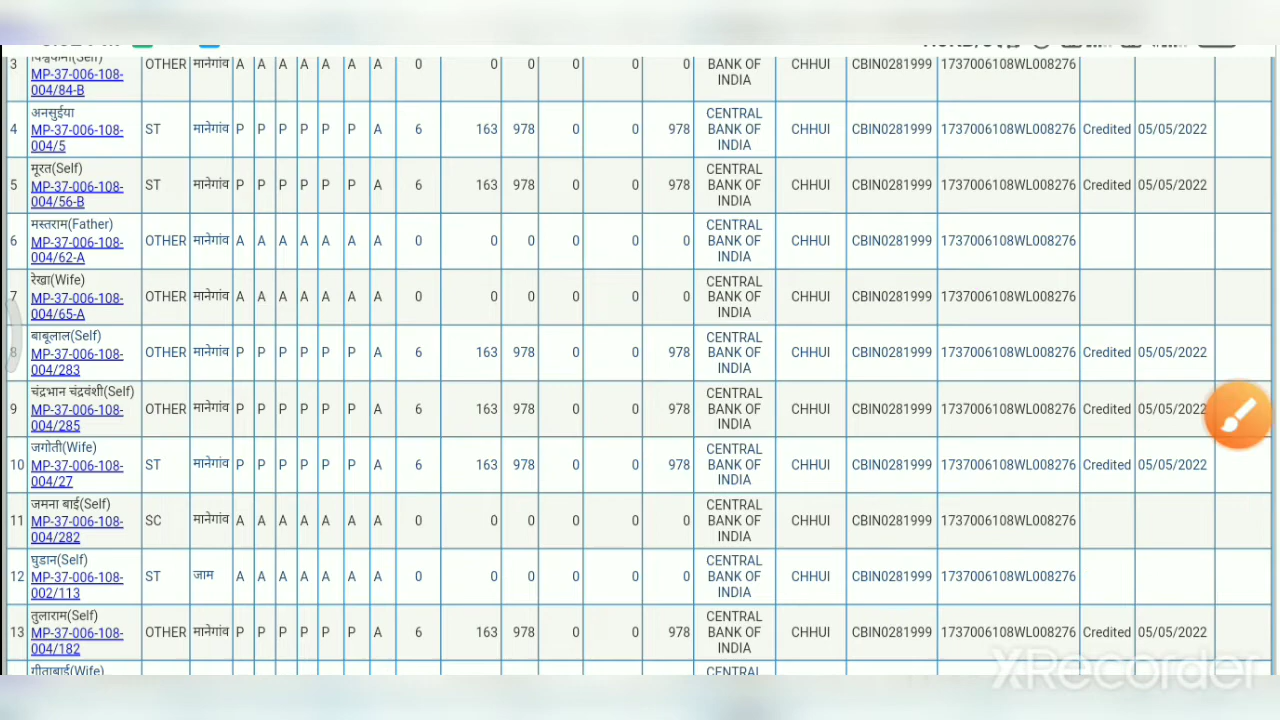 3 विश्वकर्मा(Self) MP-37-006-108-004/84-B OTHER मानेगांव A A A A A A A 0 0 0 0 0 0 CENTRAL BANK OF INDIA CHHUI CBIN0281999 1737006108WL008276
4 अनसुईया MP-37-006-108-004/5 ST मानेगांव P P P P P P A 6 163 978 0 0 978 CENTRAL BANK OF INDIA CHHUI CBIN0281999 1737006108WL008276 Credited 05/05/2022
5 मूरत(Self) MP-37-006-108-004/56-B ST मानेगांव P P P P P P A 6 163 978 0 0 978 CENTRAL BANK OF INDIA CHHUI CBIN0281999 1737006108WL008276 Credited 05/05/2022
6 मस्तराम(Father) MP-37-006-108-004/62-A OTHER मानेगांव A A A A A A A 0 0 0 0 0 0 CENTRAL BANK OF INDIA CHHUI CBIN0281999 1737006108WL008276
7 रेखा(Wife) MP-37-006-108-004/65-A OTHER मानेगांव A A A A A A A 0 0 0 0 0 0 CENTRAL BANK OF INDIA CHHUI CBIN0281999 1737006108WL008276
8 बाबूलाल(Self) MP-37-006-108-004/283 OTHER मानेगांव P P P P P P A 6 163 978 0 0 978 CENTRAL BANK OF INDIA CHHUI CBIN0281999 1737006108WL008276 Credited 05/05/2022
9 चंद्रभान चंद्रवंशी(Self) MP-37-006-108-004/285 OTHER मानेगांव P P P P P P A 6 163 978 0 0 978 CENTRAL BANK OF INDIA CHHUI CBIN0281999 1737006108WL008276 Credited 05/05/2022
10 जगोती(Wife) MP-37-006-108-004/27 ST मानेगांव P P P P P P A 6 163 978 0 0 978 CENTRAL BANK OF INDIA CHHUI CBIN0281999 1737006108WL008276 Credited 05/05/2022
11 जमना बाई(Self) MP-37-006-108-004/282 SC मानेगांव A A A A A A A 0 0 0 0 0 0 CENTRAL BANK OF INDIA CHHUI CBIN0281999 1737006108WL008276
12 घुडान(Self) MP-37-006-108-002/113 ST जाम A A A A A A A 0 0 0 0 0 0 CENTRAL BANK OF INDIA CHHUI CBIN0281999 1737006108WL008276
13 तुलाराम(Self) MP-37-006-108-004/182 OTHER मानेगांव P P P P P P A 6 163 978 0 0 978 CENTRAL BANK OF INDIA CHHUI CBIN0281999 1737006108WL008276 Credited 05/05/2022
गीताबाई(Wife) CENTRAL
XRecorder